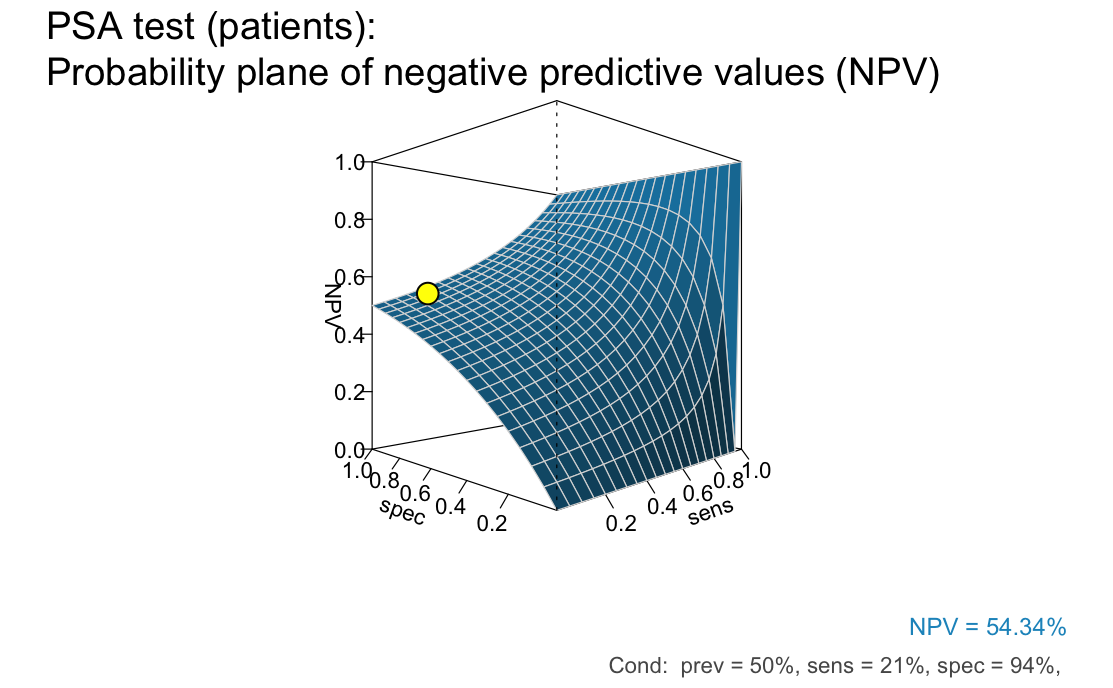 PSA test (patients):
Probability plane of negative predictive values (NPV)
1.0
0.8
0.6
0.4
0.2
0.0
NPV
1.0
0.8
0.6
0.4
0.2
spec
0.2
0.4
0.6
0.8
1.0
sens
NPV = 54.34%
Cond:  prev = 50%, sens = 21%, spec = 94%,